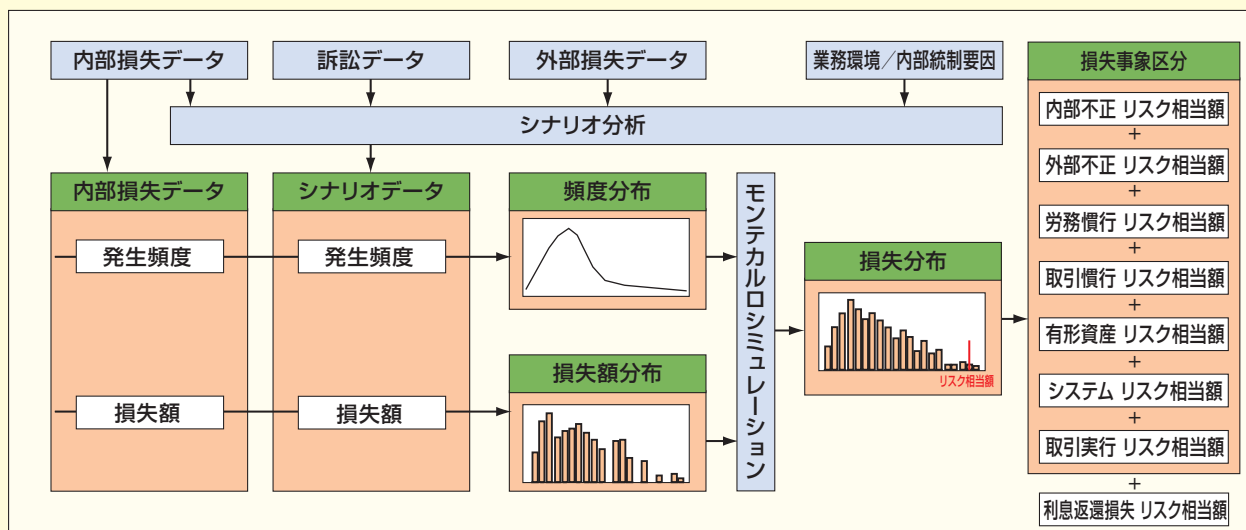 内部損失データ
訴訟データ
外部損失データ
業務環境／内部統制要因
シナリオ分析
内部損失データ
発生頻度
損失額
シナリオデータ
発生頻度
損失額
頻度分布
損失額分布
モンテカルロシミュレーション
損失分布
リスク相当額
損失事象区分
内部不正 リスク相当額
+
外部不正 リスク相当額
+
労務慣行 リスク相当額
+
取引慣行 リスク相当額
+
有形資産 リスク相当額
+
システム リスク相当額
+
取引実行 リスク相当額
+
利息返還損失 リスク相当額